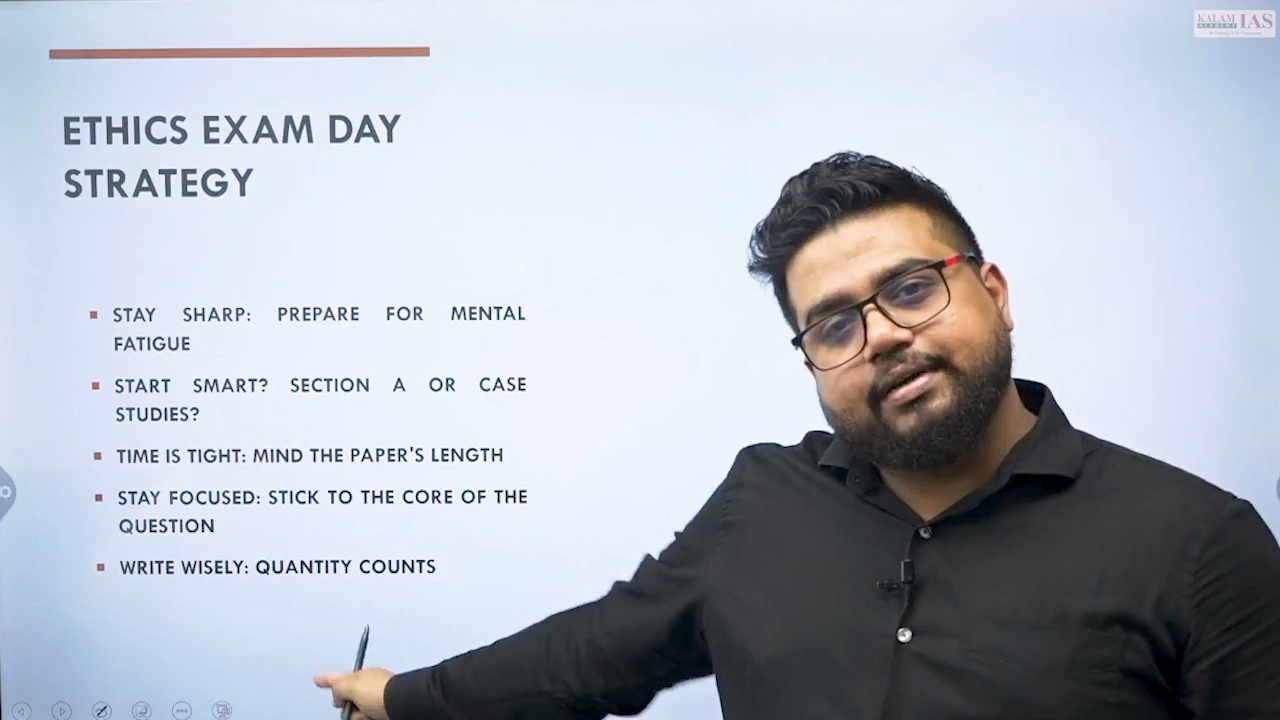 KALAM IAS
ACADEMY
ETHICS EXAM DAY
STRATEGY
STAY SHARP: PREPARE FOR MENTAL
FATIGUE
START SMART? SECTION A OR CASE
STUDIES?
TIME IS TIGHT: MIND THE PAPER'S LENGTH
STAY FOCUSED: STICK TO THE CORE OF THE
QUESTION
WRITE WISELY: QUANTITY COUNTS